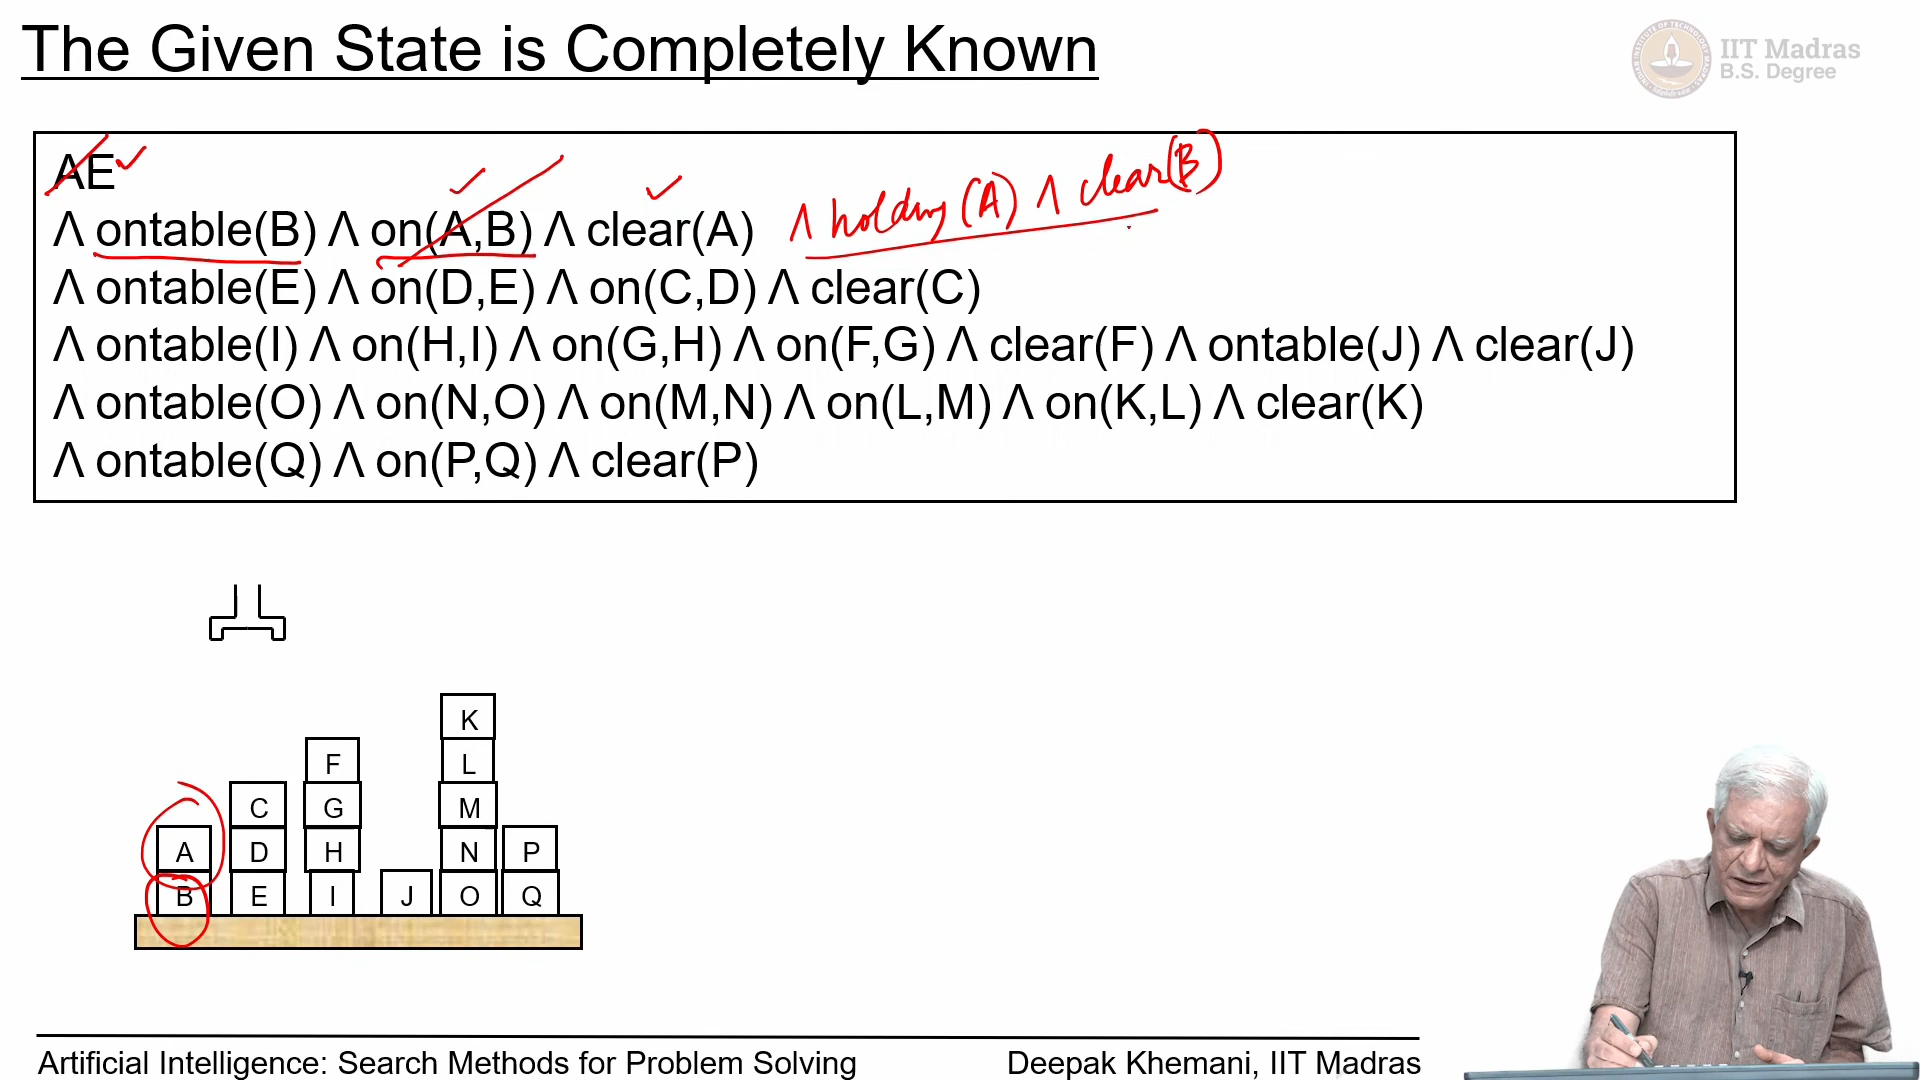 The Given State is Completely Known
IIT Madras
B.S. Degree
AE
Λ ontable(B) Λ on(A,B) Λ clear(A) Λ holding (A) Λ clear(B)
Λ ontable(E) Λ on(D,E) Λ on(C,D) Λ clear(C)
Λ ontable(I) Λ on(H,I) Λ on(G,H) Λ on(F,G) Λ clear(F) Λ ontable(J) Λ clear(J)
Λ ontable(O) Λ on(N,O) Λ on(M,N) Λ on(L,M) Λ on(K,L) Λ clear(K)
Λ ontable(Q) Λ on(P,Q) Λ clear(P)
K
F L
C G M
A D H N P
B E I J O Q
Artificial Intelligence: Search Methods for Problem Solving
Deepak Khemani, IIT Madras